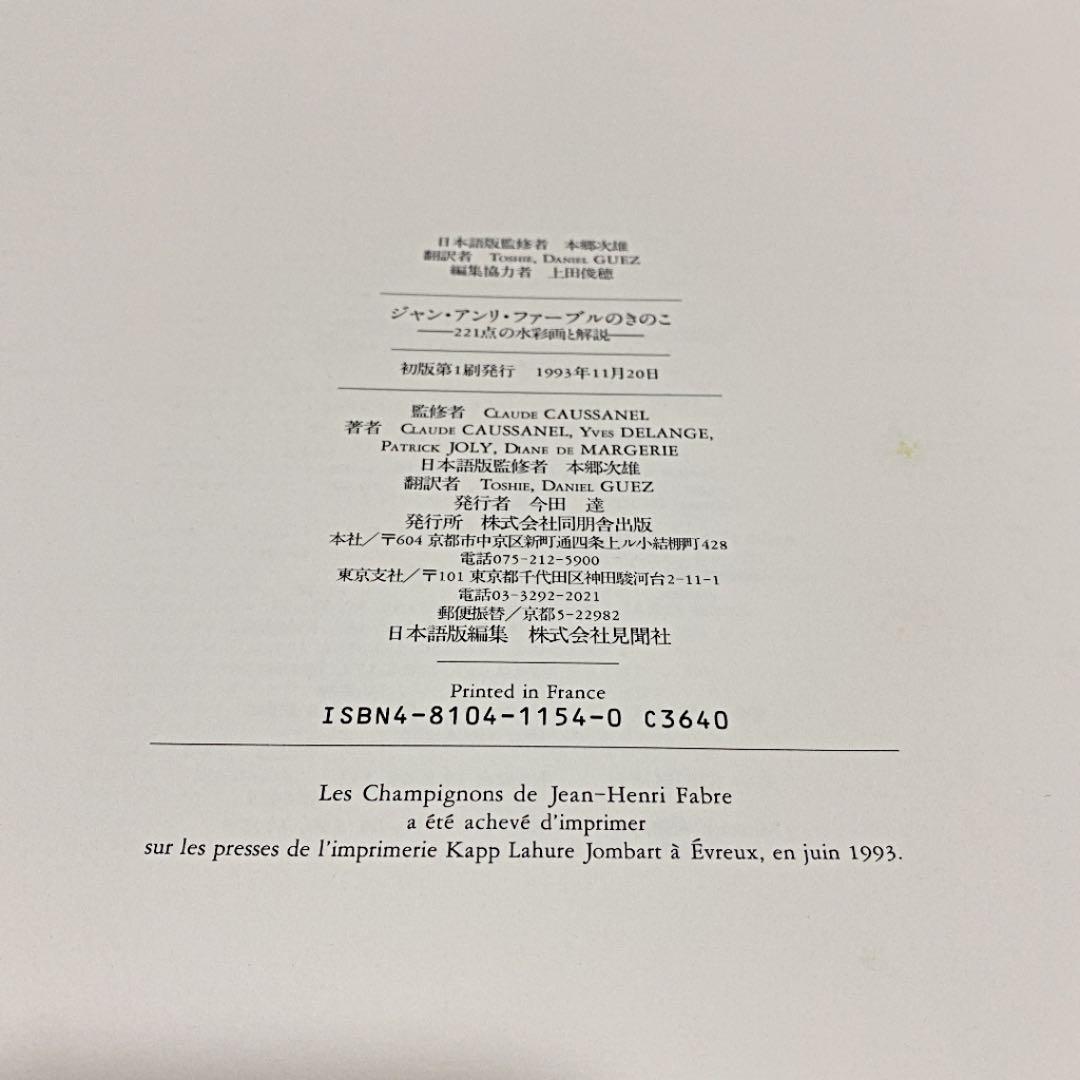 日本語版監修者　本郷次雄
翻訳者　TOSHIE, DANIEL GUEZ
編集協力者　上田俊穂
ジャン・アンリ・ファーブルのきのこ
——221点の水彩画と解説——
初版第1刷発行　1993年11月20日
監修者　CLAUDE CAUSSANEL
著者　CLAUDE CAUSSANEL, YVES DELANGE,
PATRICK JOLY, DIANE DE MARGERIE
日本語版監修者　本郷次雄
翻訳者　TOSHIE, DANIEL GUEZ
発行者　今田　達
発行所　株式会社同朋舎出版
本社／〒604 京都市中京区新町通四条上ル小結棚町428
電話075-212-5900
東京支社／〒101 東京都千代田区神田駿河台2-11-1
電話03-3292-2021
郵便振替／京都5-22982
日本語版編集　株式会社見聞社
Printed in France
ISBN4-8104-1154-0 C3640
Les Champignons de Jean-Henri Fabre
a été achevé d'imprimer
sur les presses de l'imprimerie Kapp Lahure Jombart à Évreux, en juin 1993.